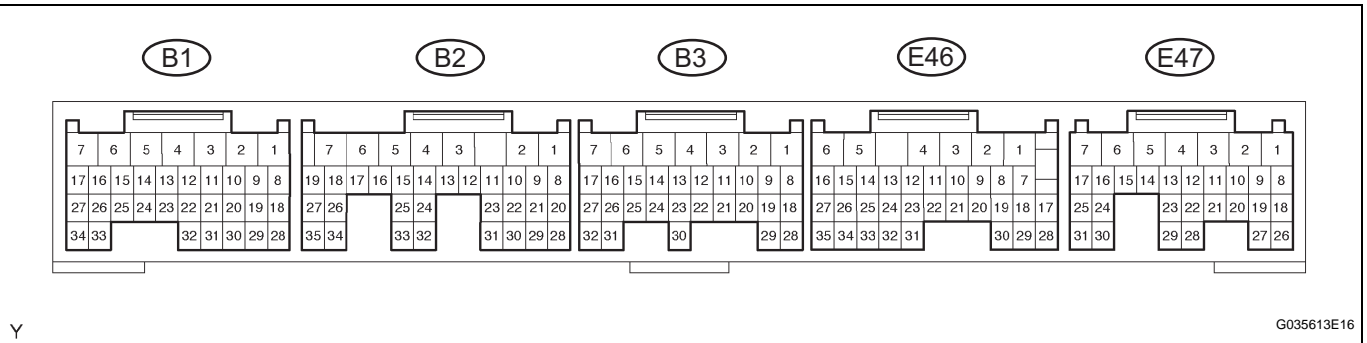 B1 B2 B3 E46 E47
7 6 5 4 3 2 1 7 6 5 4 3 2 1 7 6 5 4 3 2 1 6 5 4 3 2 1 7 6 5 4 3 2 1
17 16 15 14 13 12 11 10 9 8 19 18 17 16 15 14 13 12 11 10 9 8 17 16 15 14 13 12 11 10 9 8 16 15 14 13 12 11 10 9 8 7 17 16 15 14 13 12 11 10 9 8
27 26 25 24 23 22 21 20 19 18 27 26 25 24 23 22 21 20 27 26 25 24 23 22 21 20 19 18 27 26 25 24 23 22 21 20 19 18 17 25 24 23 22 21 20 19 18
34 33 32 31 30 29 28 35 34 33 32 31 30 29 28 32 31 30 29 28 35 34 33 32 31 30 29 28 31 30 29 28 27 26
Y G035613E16